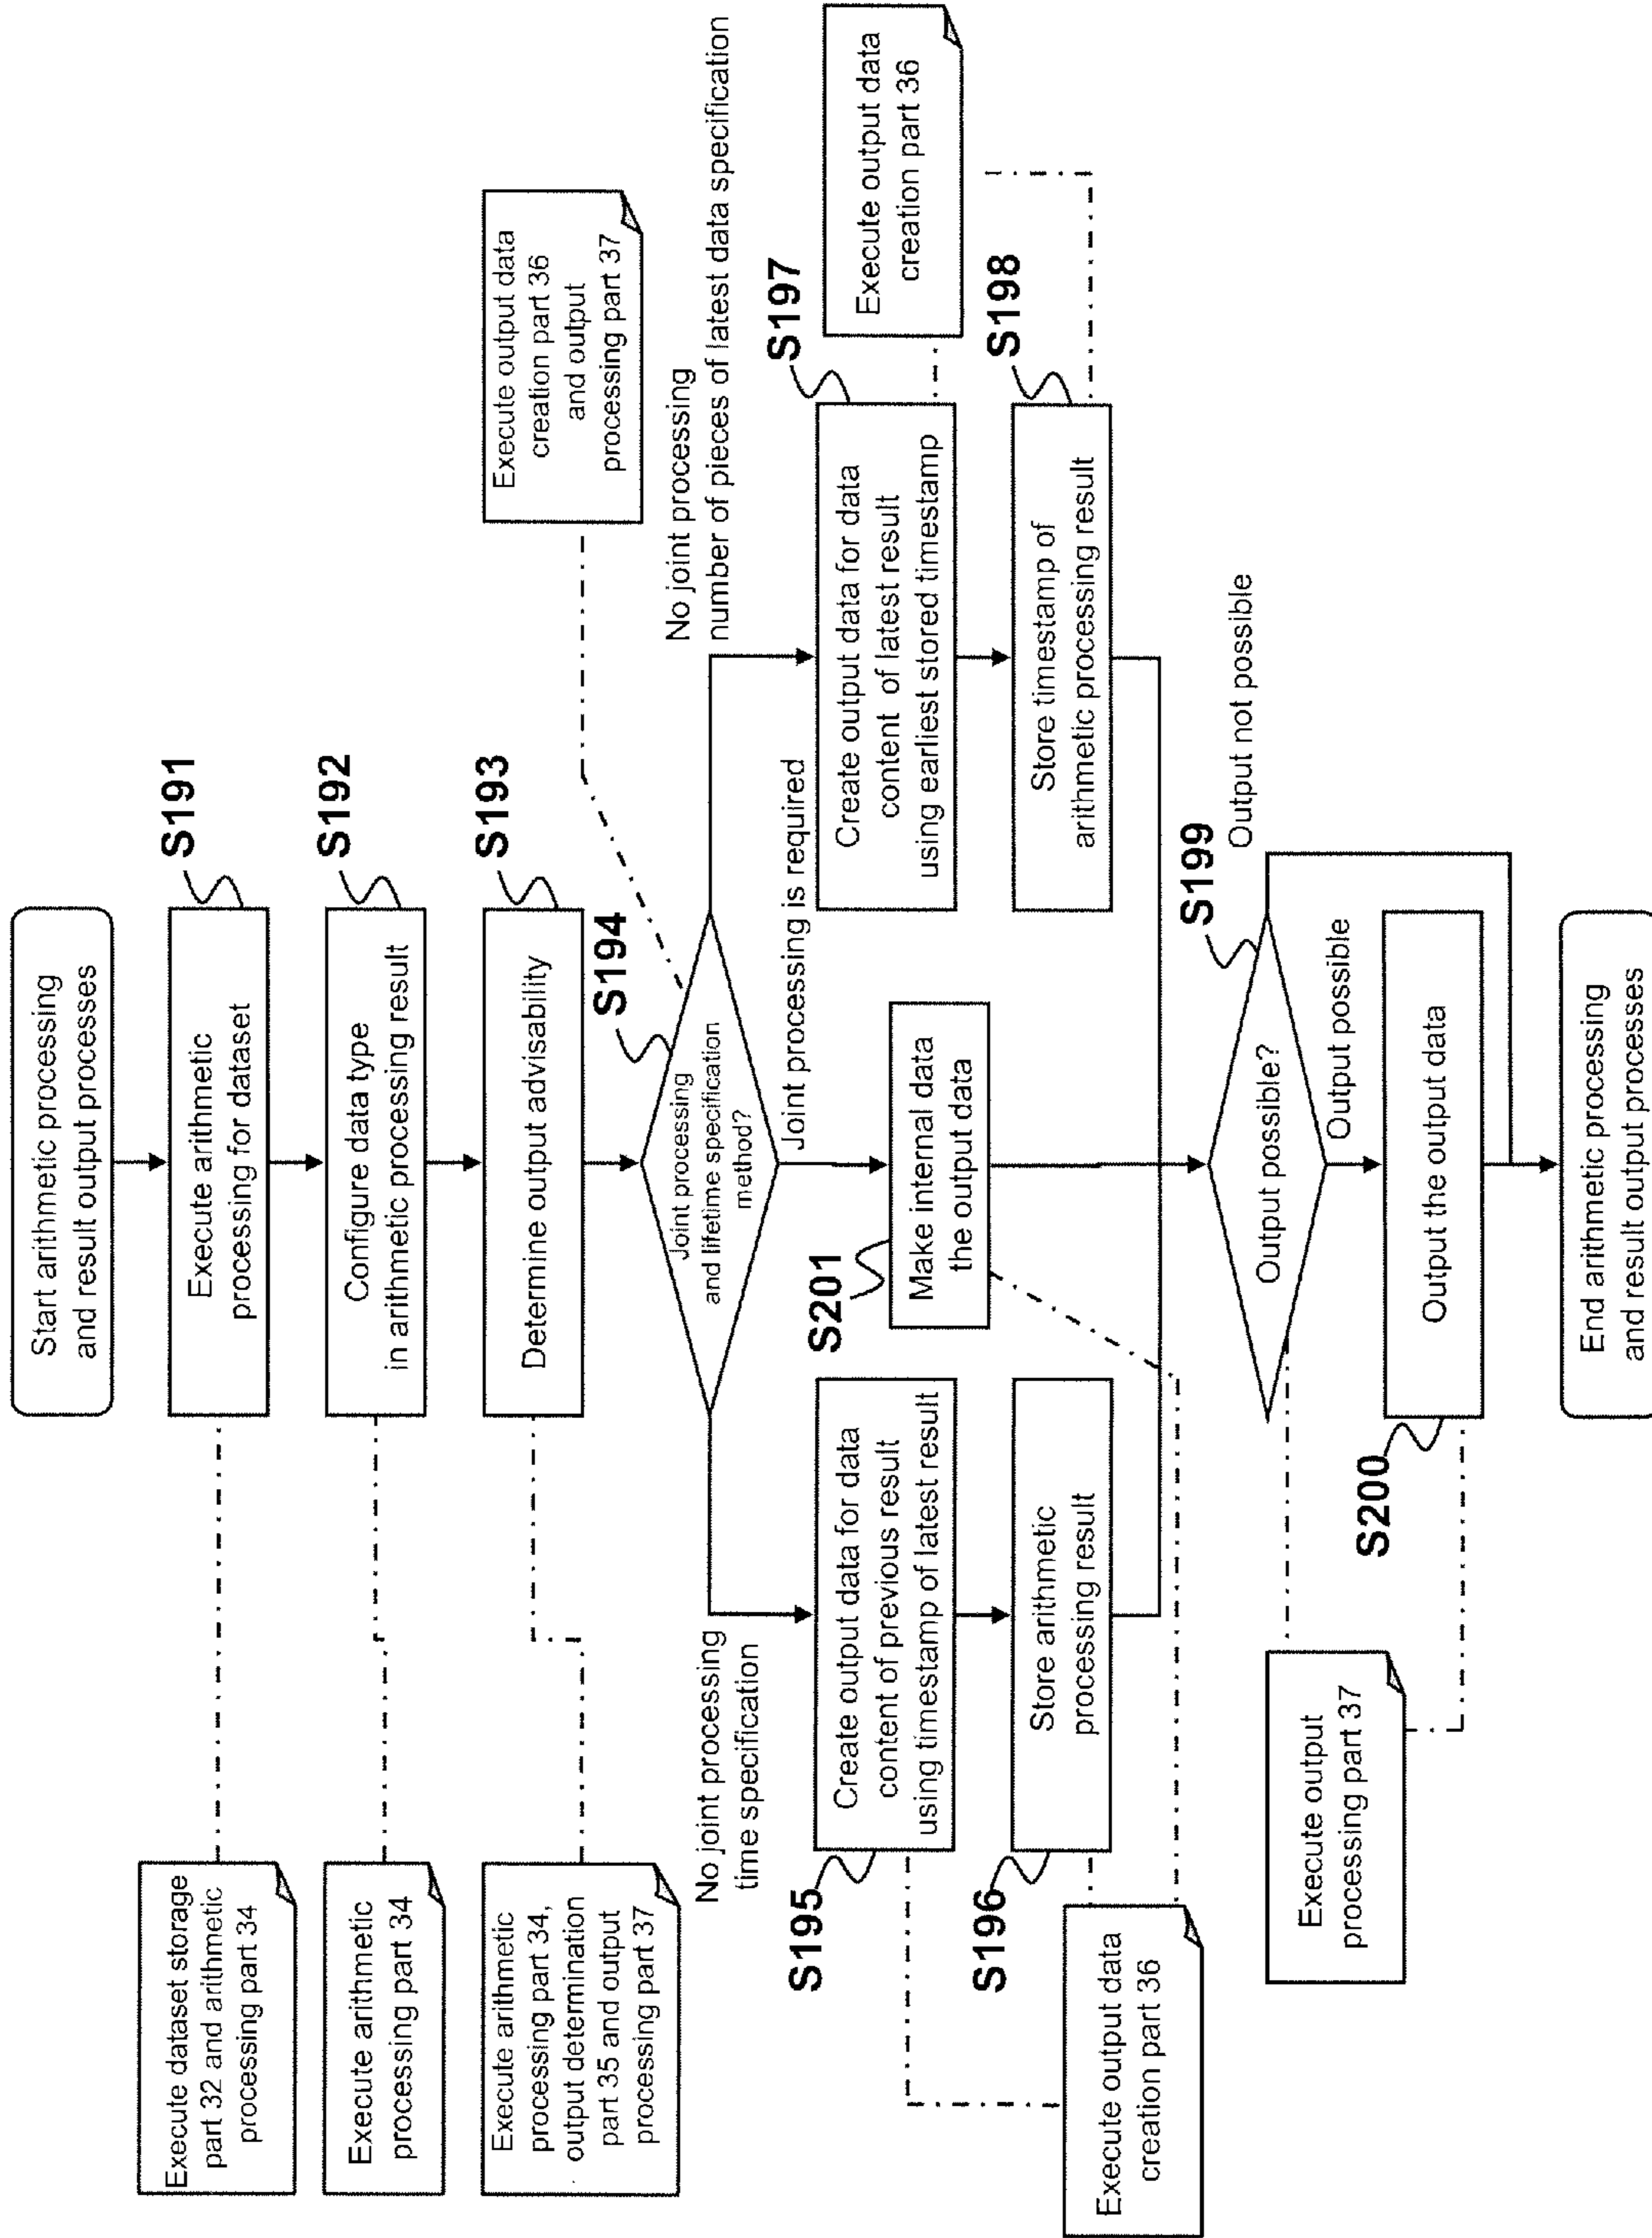 Start arithmetic processing
and result output processes
Execute dataset storage
part 32 and arithmetic
processing part 34
Execute arithmetic
processing for dataset
S191
Execute arithmetic
processing part 34
Configure data type
in arithmetic processing result
S192
Execute arithmetic
processing part 34,
output determination
part 35 and output
processing part 37
Determine output advisability
S193
Execute output data
creation part 36
and output
processing part 37
S194
Joint processing
and lifetime specification
method?
No joint processing
time specification
Joint processing is required
No joint processing
number of pieces of latest data specification
S195
Create output data for data
content of previous result
using timestamp of latest result
S201
Make internal data
the output data
Create output data for data
content of latest result
using earliest stored timestamp
S197
Execute output data
creation part 36
S196
Store arithmetic
processing result
Store timestamp of
arithmetic processing result
S198
Execute output data
creation part 36
Output possible?
S199
Output not possible
Output possible
Execute output
processing part 37
S200
Output the output data
End arithmetic processing
and result output processes